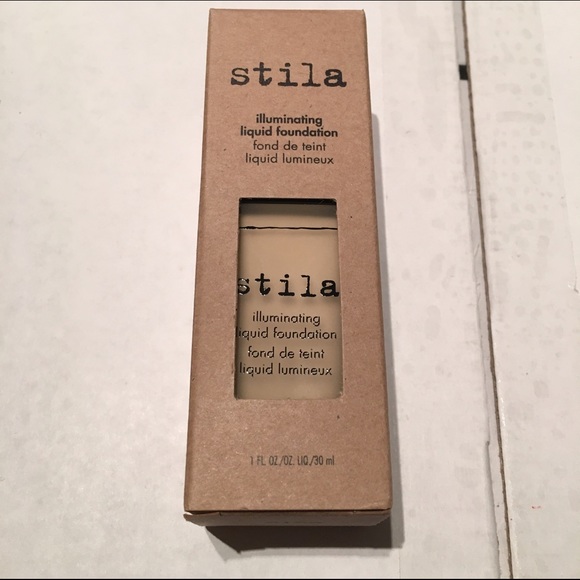 stila
illuminating
liquid foundation
fond de teint
liquid lumineux
stila
illuminating
liquid foundation
fond de teint
liquid lumineux
1 FL OZ./OZ. LIQ./30 ml